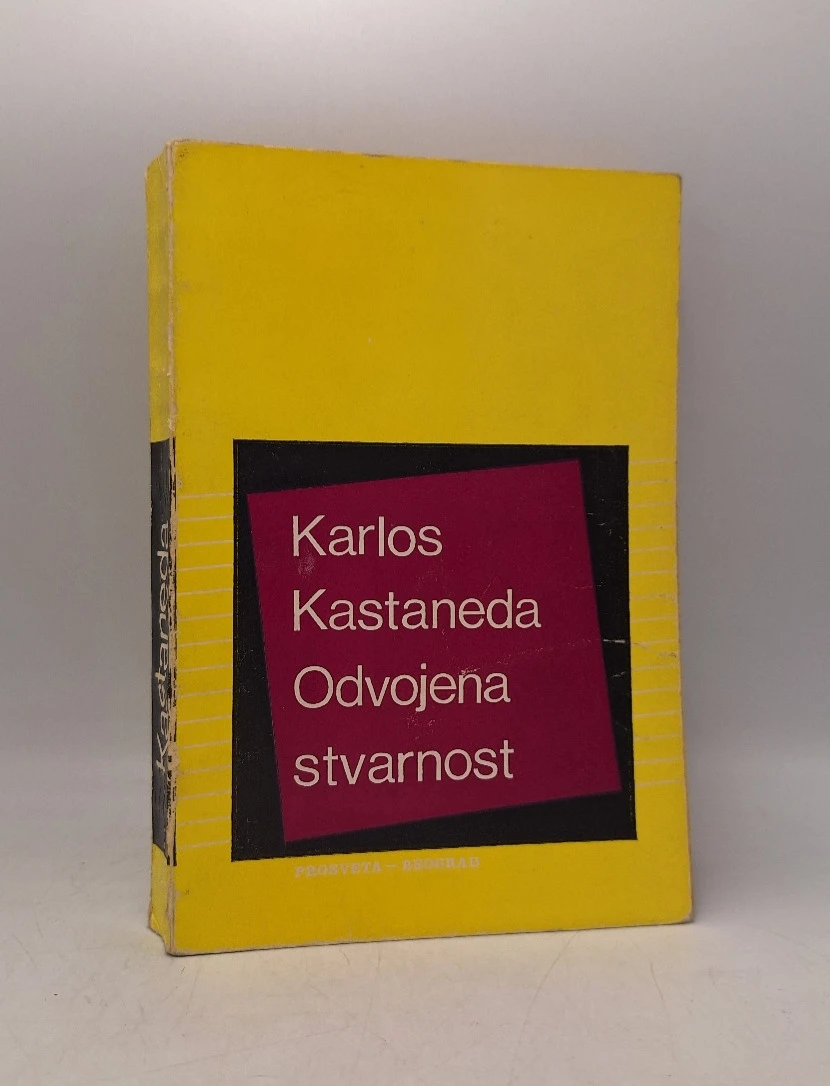 Karlos
Kastaneda
Odvojena
stvarnost
PROSVETA — BEOGRAD
Kastaneda